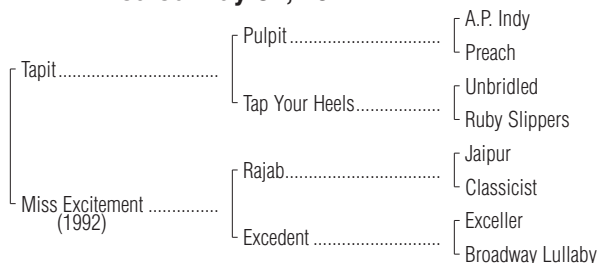 A.P. Indy
Pulpit
Preach
Tapit
Unbridled
Tap Your Heels
Ruby Slippers
Jaipur
Rajab
Classicist
Miss Excitement
(1992)
Exceller
Excedent
Broadway Lullaby